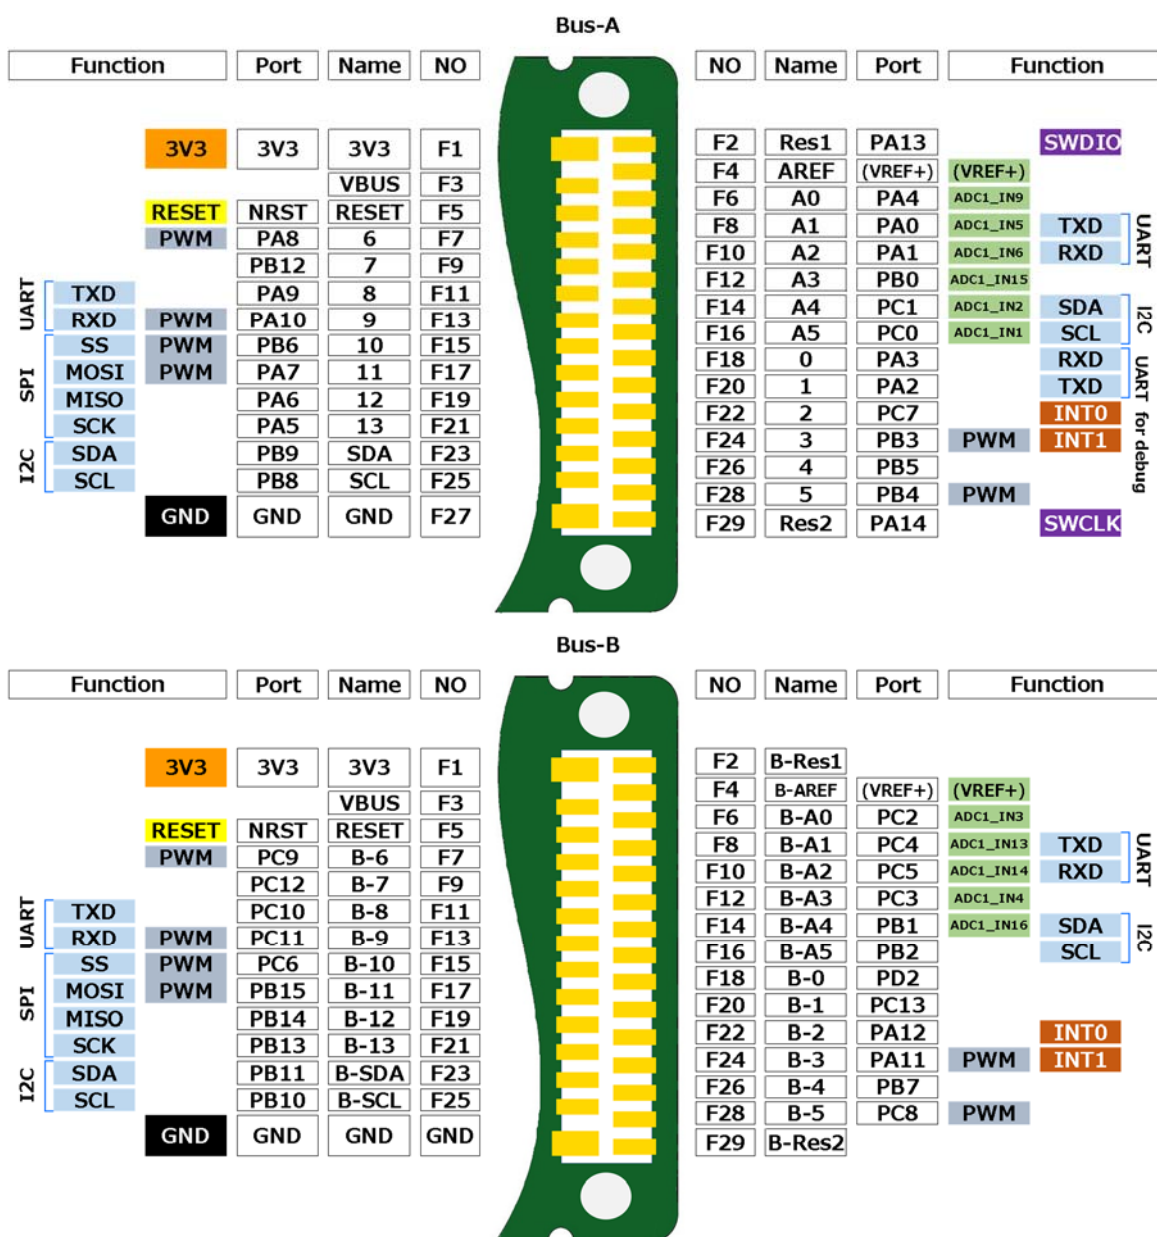 Bus-A
Function Port Name NO NO Name Port Function
3V3 3V3 3V3 F1 F2 Res1 PA13 SWDIO
VBUS F3 F4 AREF (VREF+) (VREF+)
RESET NRST RESET F5 F6 A0 PA4 ADC1_IN9
PWM PA8 6 F7 F8 A1 PA0 ADC1_IN5 TXD UART
PB12 7 F9 F10 A2 PA1 ADC1_IN6 RXD
UART TXD PA9 8 F11 F12 A3 PB0 ADC1_IN15
RXD PWM PA10 9 F13 F14 A4 PC1 ADC1_IN2 SDA I2C
SPI SS PWM PB6 10 F15 F16 A5 PC0 ADC1_IN1 SCL
MOSI PWM PA7 11 F17 F18 0 PA3 RXD UART for debug
MISO PA6 12 F19 F20 1 PA2 TXD
SCK PA5 13 F21 F22 2 PC7 INT0
I2C SDA PB9 SDA F23 F24 3 PB3 PWM INT1
SCL PB8 SCL F25 F26 4 PB5
GND GND GND F27 F28 5 PB4 PWM
F29 Res2 PA14 SWCLK
Bus-B
Function Port Name NO NO Name Port Function
3V3 3V3 3V3 F1 F2 B-Res1
VBUS F3 F4 B-AREF (VREF+) (VREF+)
RESET NRST RESET F5 F6 B-A0 PC2 ADC1_IN3
PWM PC9 B-6 F7 F8 B-A1 PC4 ADC1_IN13 TXD UART
PC12 B-7 F9 F10 B-A2 PC5 ADC1_IN14 RXD
UART TXD PC10 B-8 F11 F12 B-A3 PC3 ADC1_IN4
RXD PWM PC11 B-9 F13 F14 B-A4 PB1 ADC1_IN16 SDA I2C
SPI SS PWM PC6 B-10 F15 F16 B-A5 PB2 SCL
MOSI PWM PB15 B-11 F17 F18 B-0 PD2
MISO PB14 B-12 F19 F20 B-1 PC13
SCK PB13 B-13 F21 F22 B-2 PA12 INT0
I2C SDA PB11 B-SDA F23 F24 B-3 PA11 PWM INT1
SCL PB10 B-SCL F25 F26 B-4 PB7
GND GND GND GND F28 B-5 PC8 PWM
F29 B-Res2